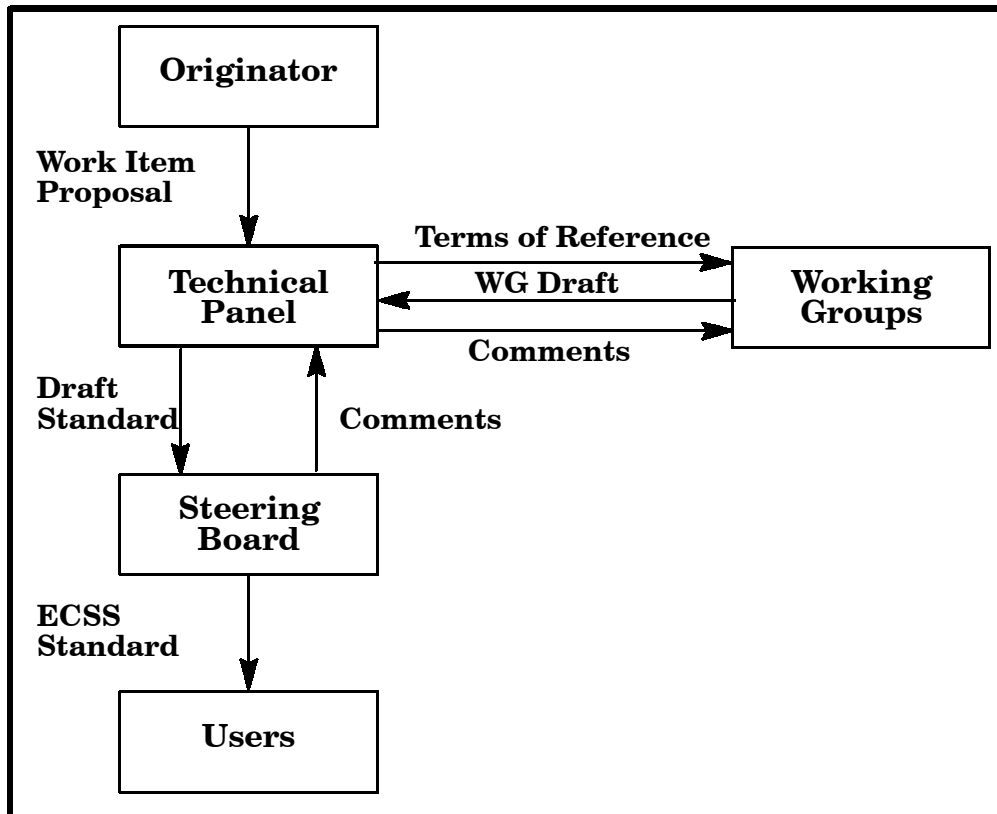 Originator
Work Item
Proposal
Terms of Reference
Technical
Panel
WG Draft
Working
Groups
Comments
Draft
Standard
Comments
Steering
Board
ECSS
Standard
Users